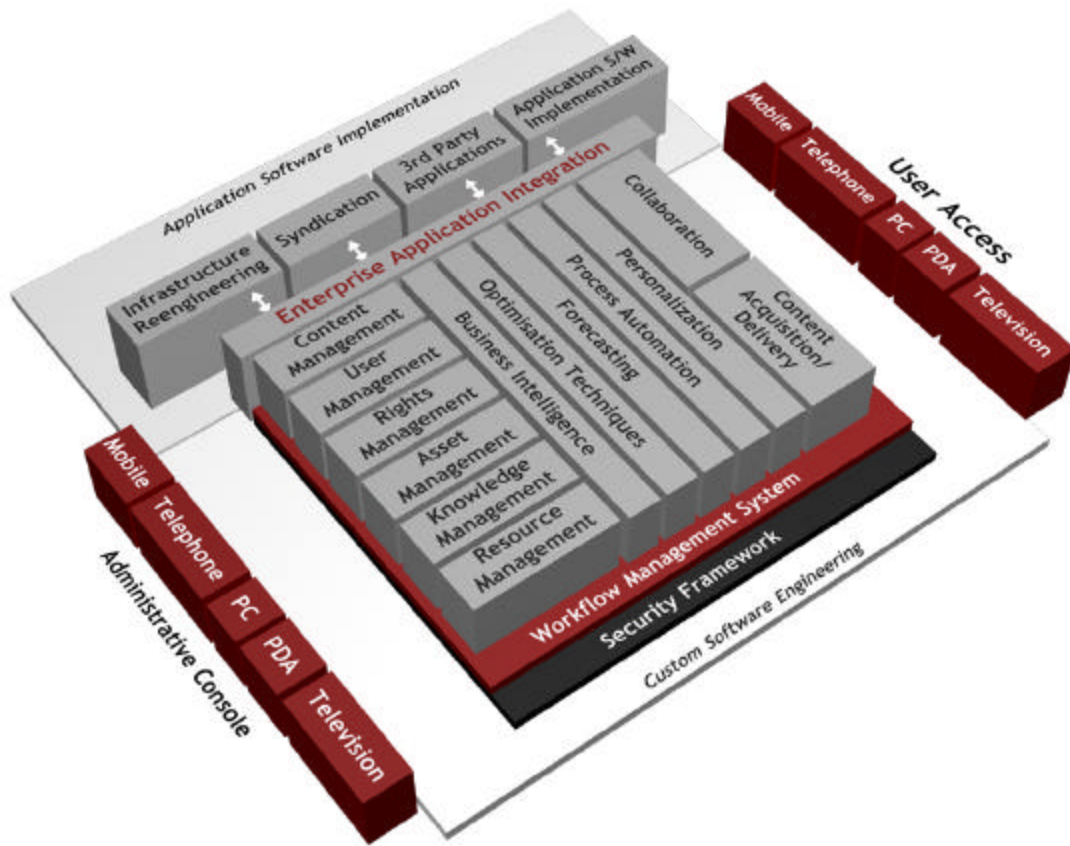 Application Software Implementation
Infrastructure
Reengineering
Syndication
3rd Party
Applications
Application S/W
Implementation
Enterprise Application Integration
Content
Management
User
Management
Rights
Management
Asset
Management
Knowledge
Management
Resource
Management
Business Intelligence
Optimisation Techniques
Forecasting
Process Automation
Personalization
Collaboration
Content
Acquisition/
Delivery
Workflow Management System
Security Framework
Custom Software Engineering
Mobile
Telephone
PC
PDA
Television
User Access
Mobile
Telephone
PC
PDA
Television
Administrative Console